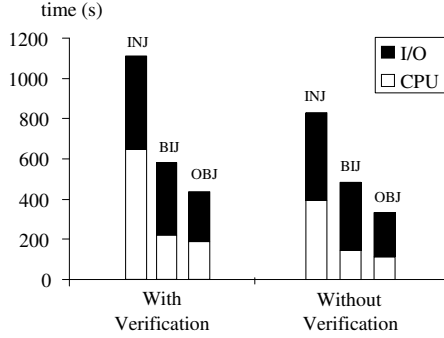 time (s)
1200
1000
800
600
400
200
0
INJ
BIJ
OBJ
INJ
BIJ
OBJ
I/O
CPU
With
Verification
Without
Verification